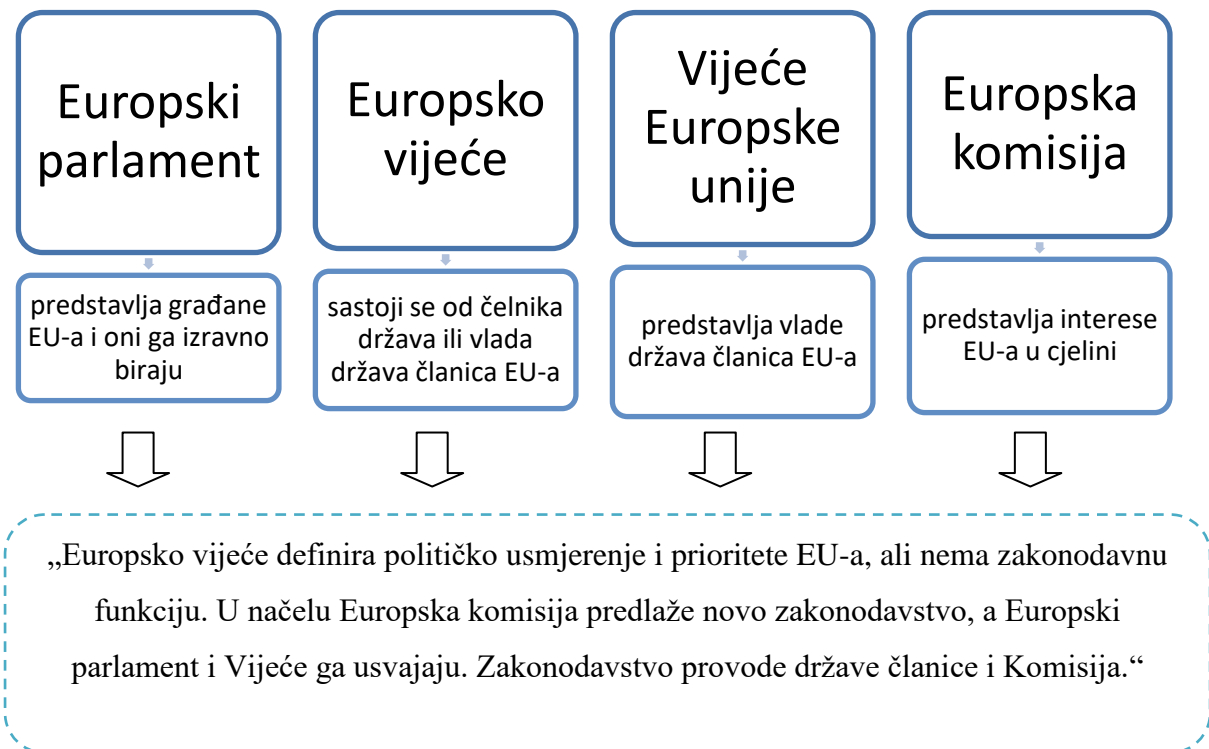 Europski
parlament
predstavlja građane
EU-a i oni ga izravno
biraju
Europsko
vijeće
sastoji se od čelnika
država ili vlada
država članica EU-a
Vijeće
Europske
unije
predstavlja vlade
država članica EU-a
Europska
komisija
predstavlja interese
EU-a u cjelini
„Europsko vijeće definira političko usmjerenje i prioritete EU-a, ali nema zakonodavnu
funkciju. U načelu Europska komisija predlaže novo zakonodavstvo, a Europski
parlament i Vijeće ga usvajaju. Zakonodavstvo provode države članice i Komisija.“